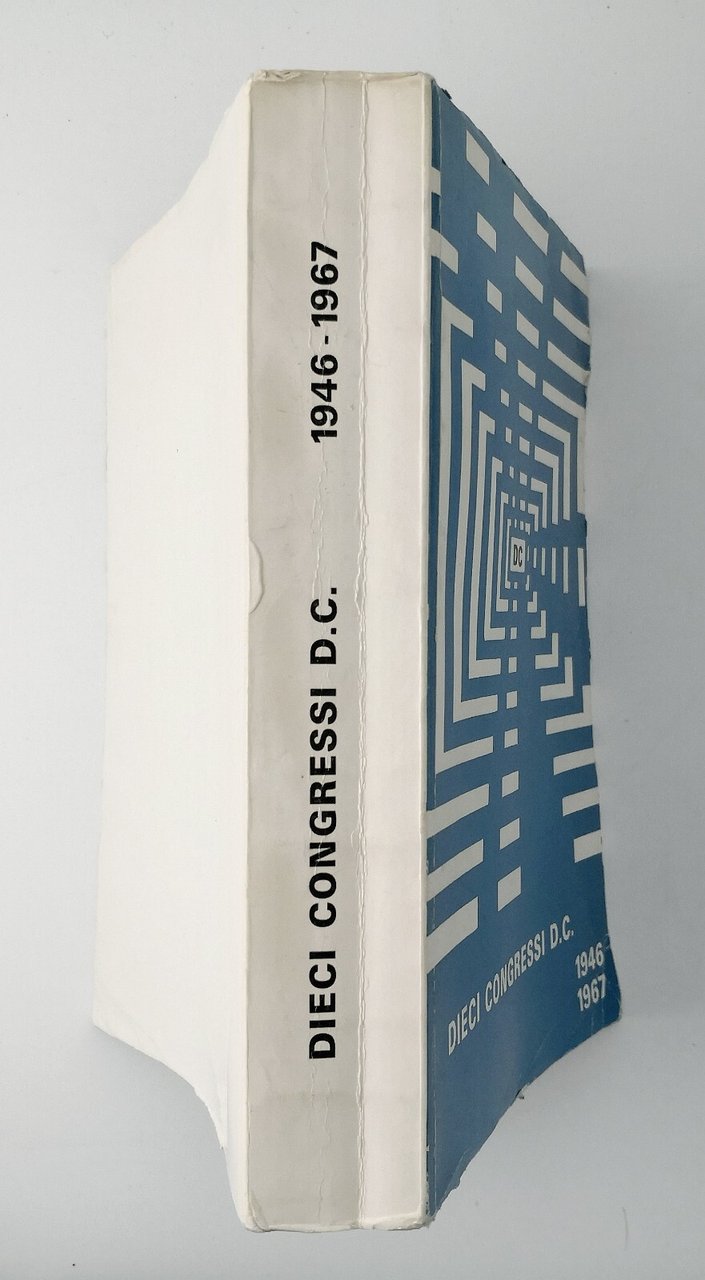 DIECI CONGRESSI D.C. 1946-1967
DC
DIECI CONGRESSI D.C.
1946
1967